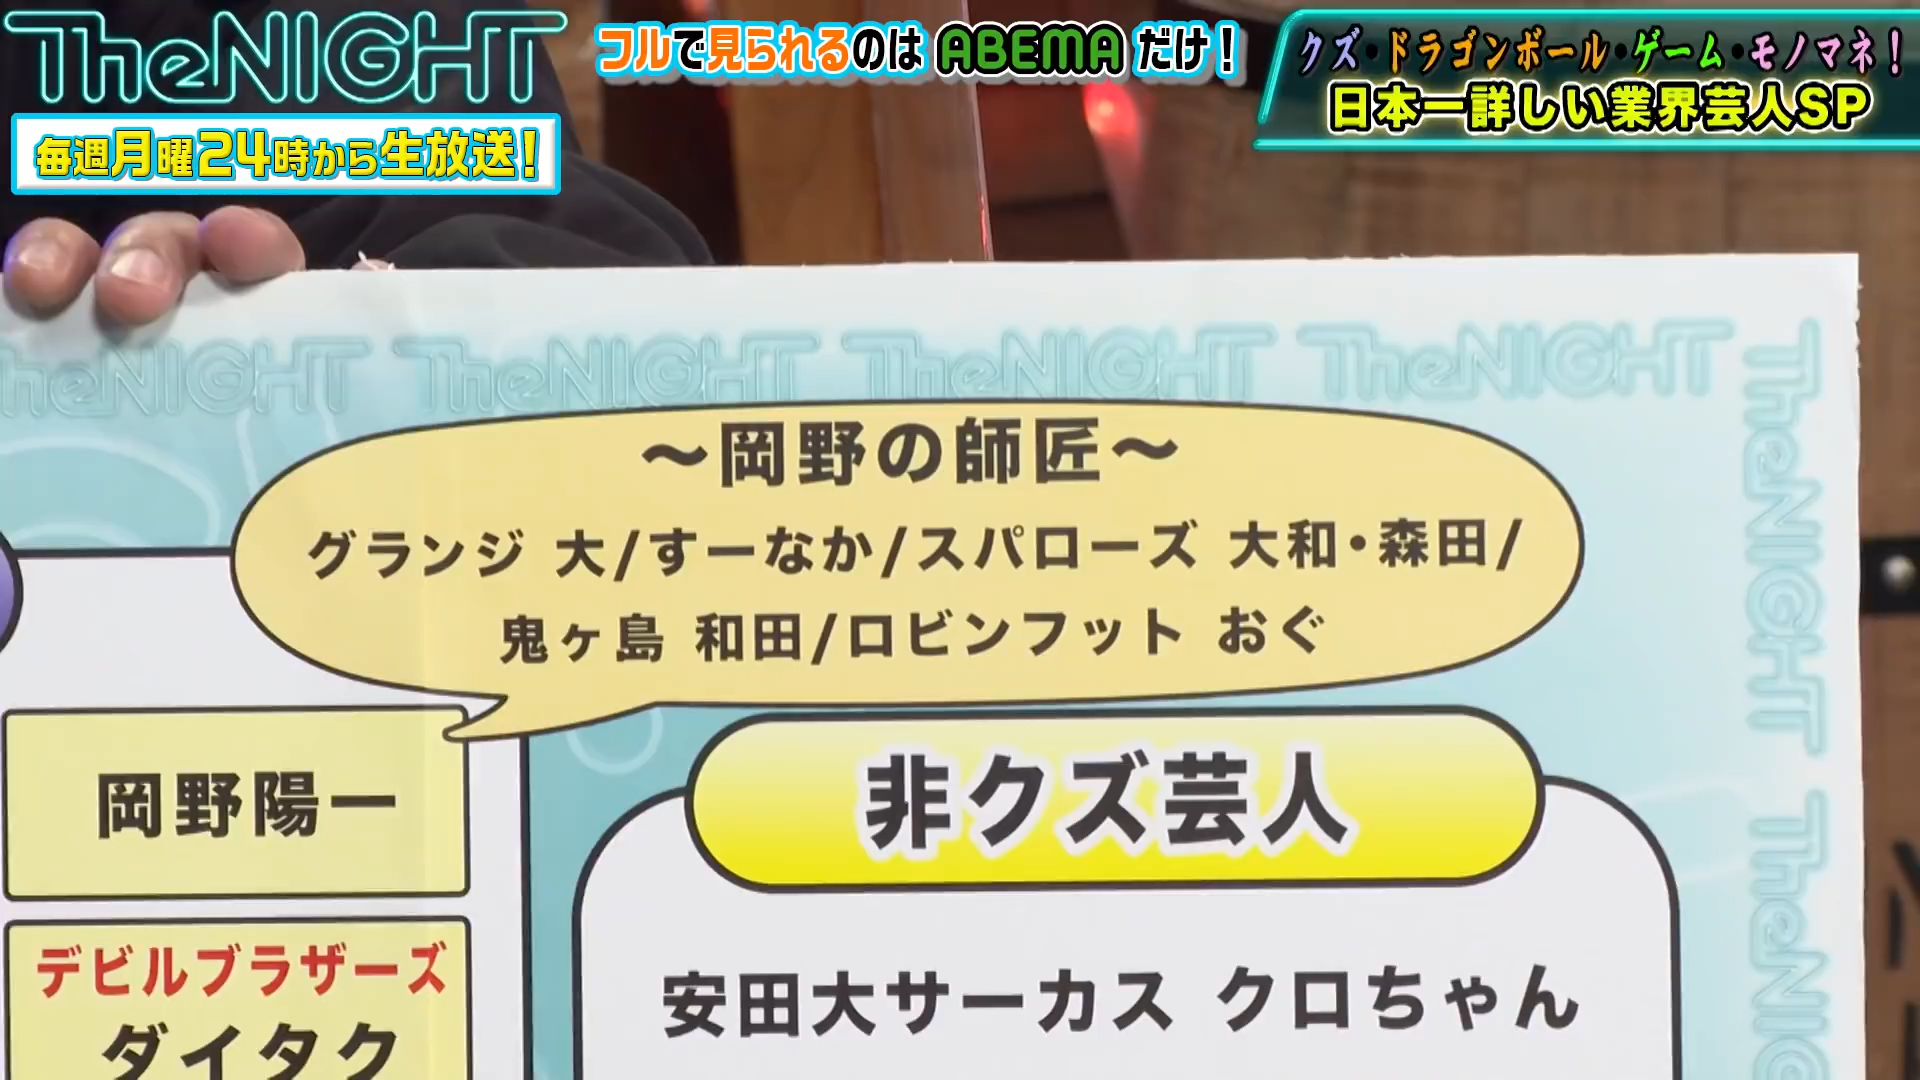 TheNIGHT
毎週月曜24時から生放送!
フルで見られるのはABEMAだけ!
クズ・ドラゴンボール・ゲーム・モノマネ!
日本一詳しい業界芸人SP
TheNIGHT TheNIGHT TheNIGHT TheNIGHT
TheNIGHT
TheNIGHT
～岡野の師匠～
グランジ 大/すーなか/スパローズ 大和・森田/
鬼ヶ島 和田/ロビンフット おぐ
岡野陽一
デビルブラザーズ
ダイタク
非クズ芸人
安田大サーカス クロちゃん